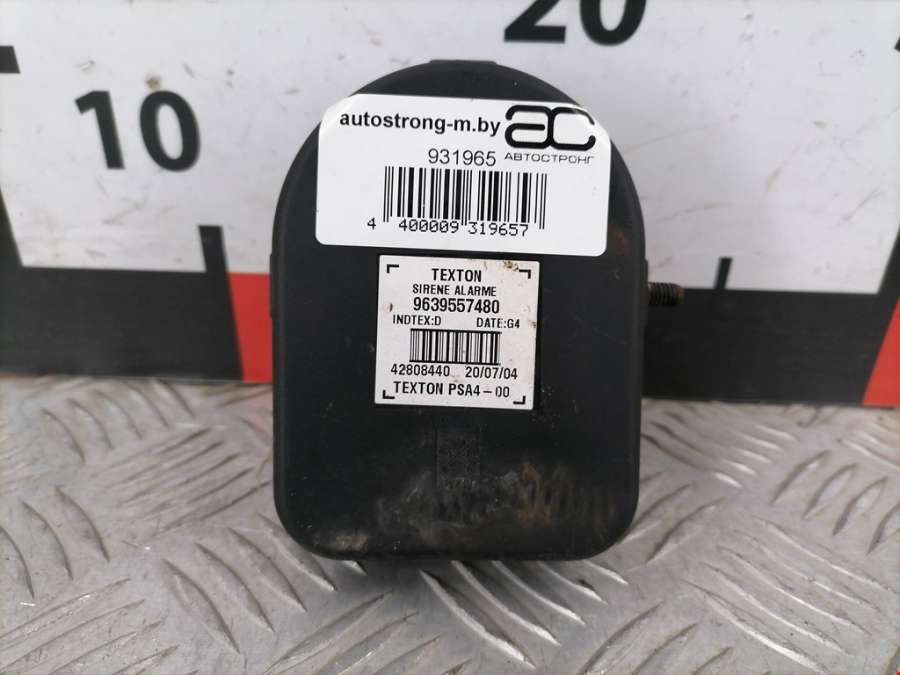 10
20
autostrong-m.by
931965
АВТОСТРОНГ
4 400009 319657
TEXTON
SIRENE ALARME
9639557480
INDTEX:D DATE:G4
42808440 20/07/04
TEXTON PSA4-00